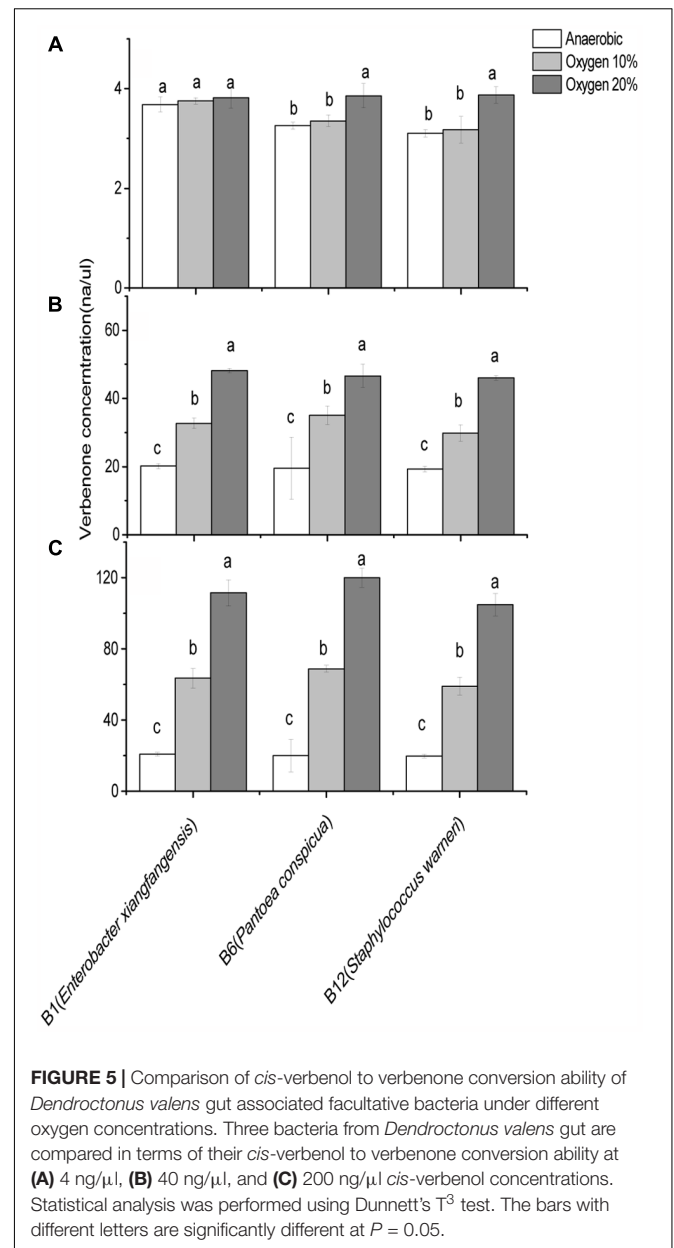 A
Anaerobic
Oxygen 10%
Oxygen 20%
4
2
0
a a a
b b a
b b a
B
60
40
20
0
c b a
c b a
c b a
Verbenone concerntration(na/ul)
C
120
80
40
0
c b a
c b a
c b a
B1(Enterobacter xiangfangensis)
B6(Pantoea conspicua)
B12(Staphylococcus warneri)
FIGURE 5 | Comparison of cis-verbenol to verbenone conversion ability of
Dendroctonus valens gut associated facultative bacteria under different
oxygen concentrations. Three bacteria from Dendroctonus valens gut are
compared in terms of their cis-verbenol to verbenone conversion ability at
(A) 4 ng/μl, (B) 40 ng/μl, and (C) 200 ng/μl cis-verbenol concentrations.
Statistical analysis was performed using Dunnett's T³ test. The bars with
different letters are significantly different at P = 0.05.